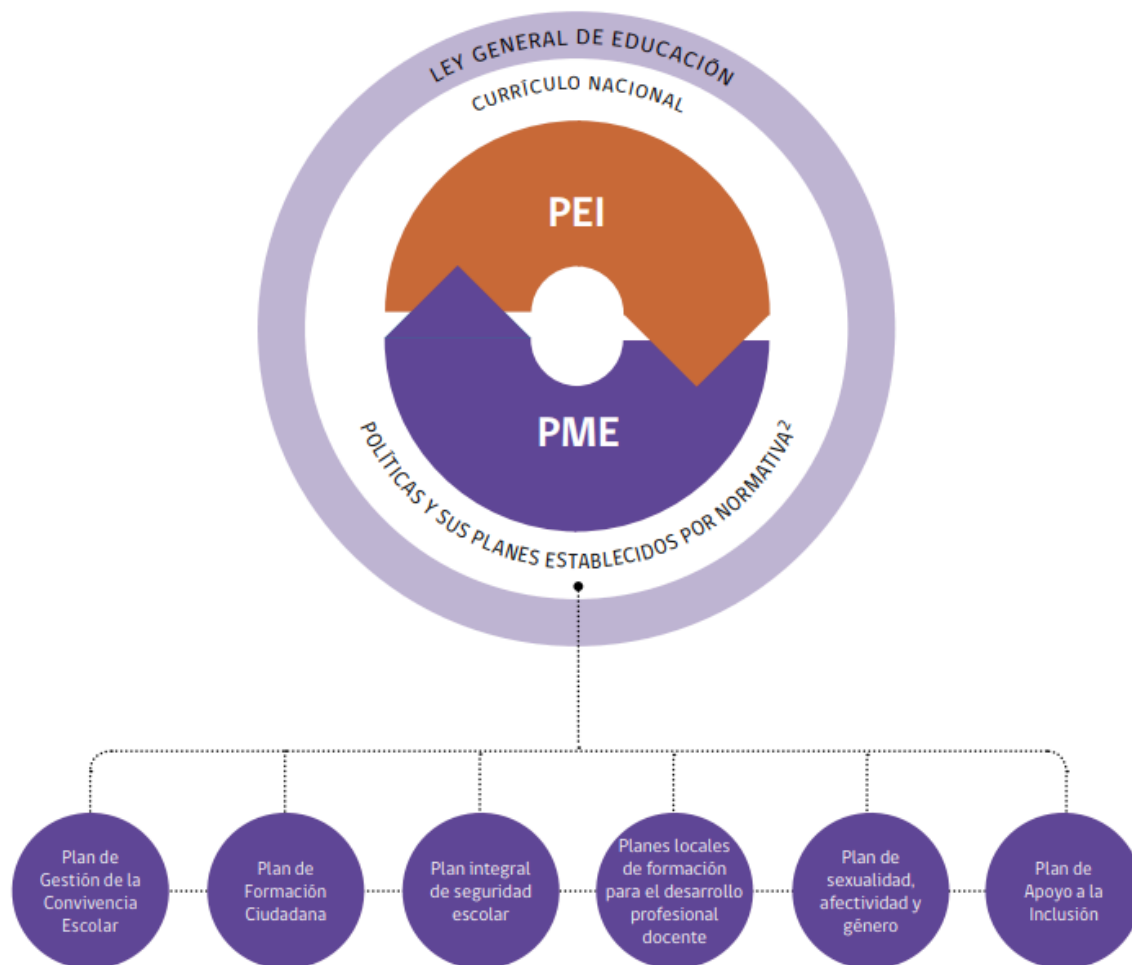 LEY GENERAL DE EDUCACIÓN
CURRÍCULO NACIONAL
PEI
PME
POLÍTICAS Y SUS PLANES ESTABLECIDOS POR NORMATIVA²
Plan de
Gestión de la
Convivencia
Escolar
Plan de
Formación
Ciudadana
Plan integral
de seguridad
escolar
Planes locales
de formación
para el desarrollo
profesional
docente
Plan de
sexualidad,
afectividad y
género
Plan de
Apoyo a la
Inclusión